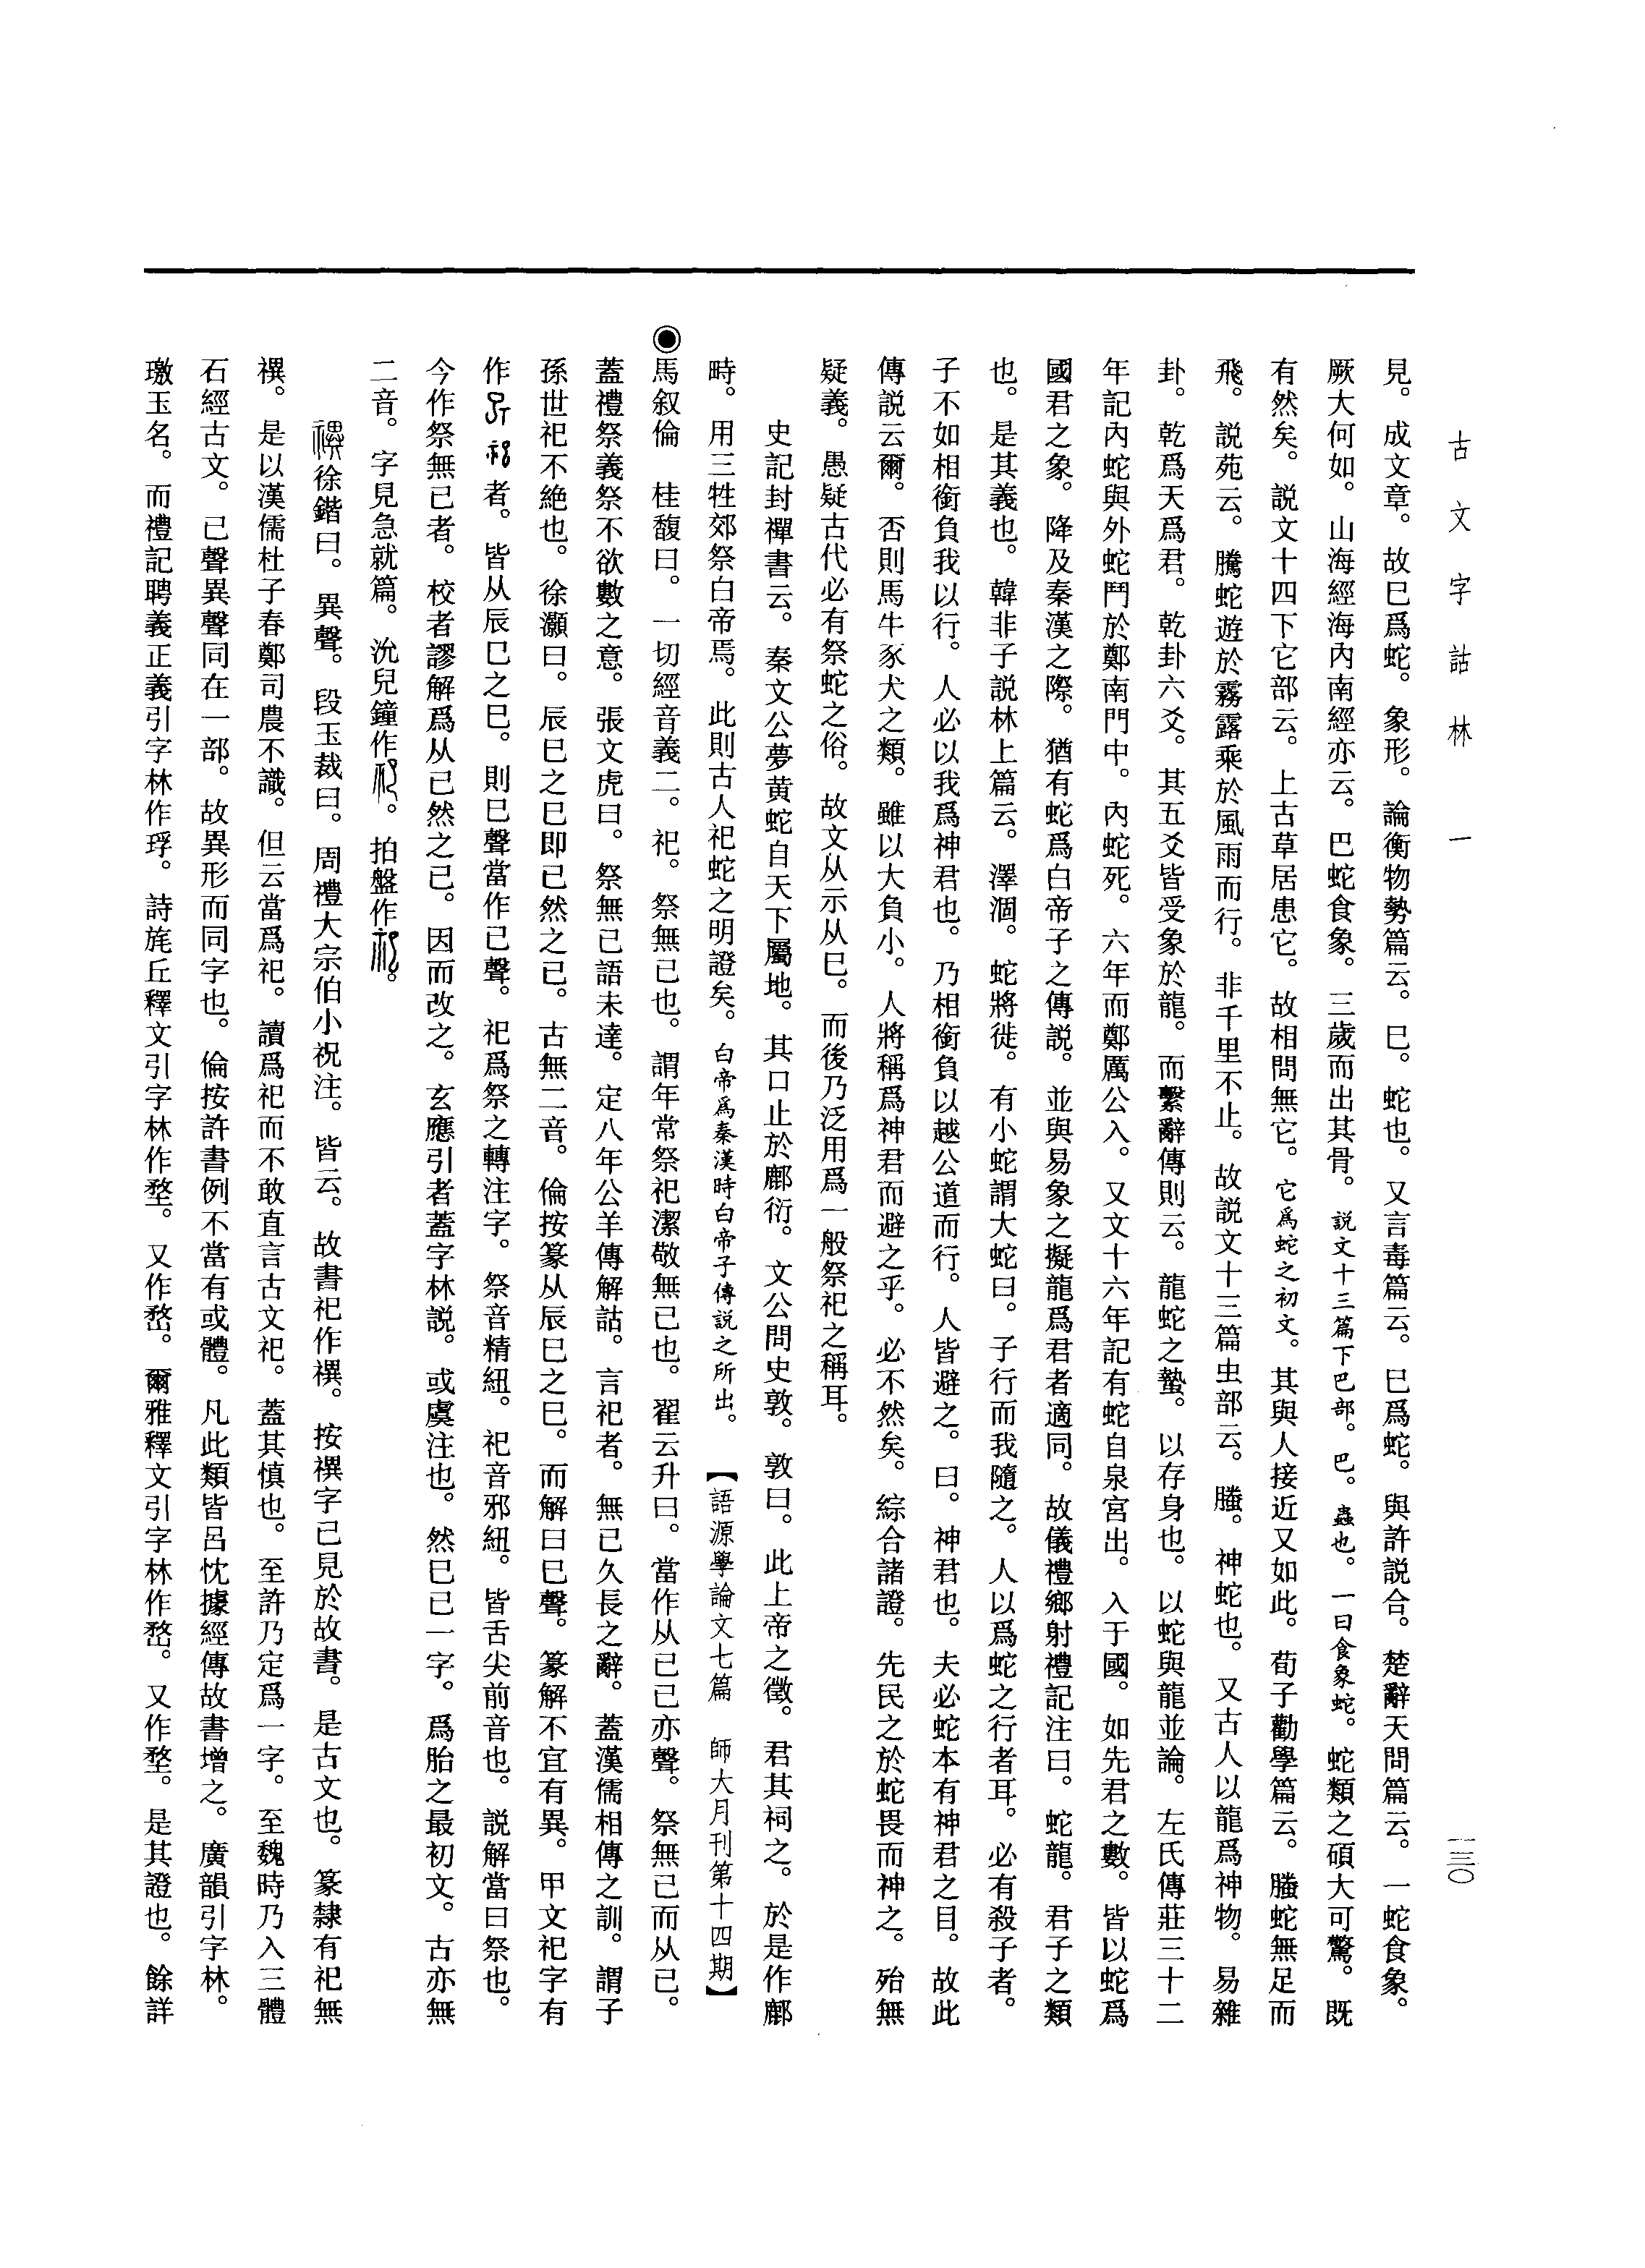 古文字詁林　一
一三〇
見。成文章。故巳爲蛇。象形。論衡物勢篇云。巳。蛇也。又言毒篇云。巳爲蛇。與許説合。楚辭天問篇云。一蛇食象。
厥大何如。山海經海內南經亦云。巴蛇食象。三歲而出其骨。説文十三篇下巴部。巴。蟲也。一曰食象蛇。蛇類之碩大可驚。既
有然矣。説文十四下它部云。上古草居患它。故相問無它。它爲蛇之初文。其與人接近又如此。荀子勸學篇云。螣蛇無足而
飛。説苑云。騰蛇遊於霧露乘於風雨而行。非千里不止。故説文十三篇虫部云。螣。神蛇也。又古人以龍爲神物。易雜
卦。乾爲天爲君。乾卦六爻。其五爻皆受象於龍。而繫辭傳則云。龍蛇之蟄。以存身也。以蛇與龍並論。左氏傳莊三十二
年記內蛇與外蛇鬥於鄭南門中。內蛇死。六年而鄭厲公入。又文十六年記有蛇自泉宮出。入于國。如先君之數。皆以蛇爲
國君之象。降及秦漢之際。猶有蛇爲白帝子之傳説。並與易象之擬龍爲君者適同。故儀禮鄉射禮記注曰。蛇龍。君子之類
也。是其義也。韓非子説林上篇云。澤涸。蛇將徙。有小蛇謂大蛇曰。子行而我隨之。人以爲蛇之行者耳。必有殺子者。
子不如相銜負我以行。人必以我爲神君也。乃相銜負以越公道而行。人皆避之。曰。神君也。夫必蛇本有神君之目。故此
傳説云爾。否則馬牛豕犬之類。雖以大負小。人將稱爲神君而避之乎。必不然矣。綜合諸證。先民之於蛇畏而神之。殆無
疑義。愚疑古代必有祭蛇之俗。故文从示从巳。而後乃泛用爲一般祭祀之稱耳。
史記封禪書云。秦文公夢黄蛇自天下屬地。其口止於鄜衍。文公問史敦。敦曰。此上帝之徵。君其祠之。於是作鄜
時。用三牲郊祭白帝焉。此則古人祀蛇之明證矣。白帝爲秦漢時白帝子傳説之所出。【語源學論文七篇　師大月刊第十四期】
◉馬叙倫　桂馥曰。一切經音義二。祀。祭無已也。謂年常祭祀潔敬無已也。翟云升曰。當作从已已亦聲。祭無已而从已。
蓋禮祭義祭不欲數之意。張文虎曰。祭無已語未達。定八年公羊傳解詁。言祀者。無已久長之辭。蓋漢儒相傳之訓。謂子
孫世祀不絶也。徐灝曰。辰巳之巳即已然之已。古無二音。倫按篆从辰巳之巳。而解曰巳聲。篆解不宜有異。甲文祀字有
作者。皆从辰巳之巳。則巳聲當作已聲。祀爲祭之轉注字。祭音精紐。祀音邪紐。皆舌尖前音也。説解當曰祭也。
今作祭無已者。校者謬解爲从已然之已。因而改之。玄應引者蓋字林説。或虞注也。然巳已一字。爲胎之最初文。古亦無
二音。字見急就篇。沇兒鐘作。拍盤作。
徐鍇曰。異聲。段玉裁曰。周禮大宗伯小祝注。皆云。故書祀作禩。按禩字已見於故書。是古文也。篆隸有祀無
禩。是以漢儒杜子春鄭司農不識。但云當爲祀。讀爲祀而不敢直言古文祀。蓋其慎也。至許乃定爲一字。至魏時乃入三體
石經古文。巳聲異聲同在一部。故異形而同字也。倫按許書例不當有或體。凡此類皆呂忱據經傳故書增之。廣韻引字林。
璈玉名。而禮記聘義正義引字林作琈。詩旄丘釋文引字林作堥。又作嵍。爾雅釋文引字林作嵍。又作堥。是其證也。餘詳